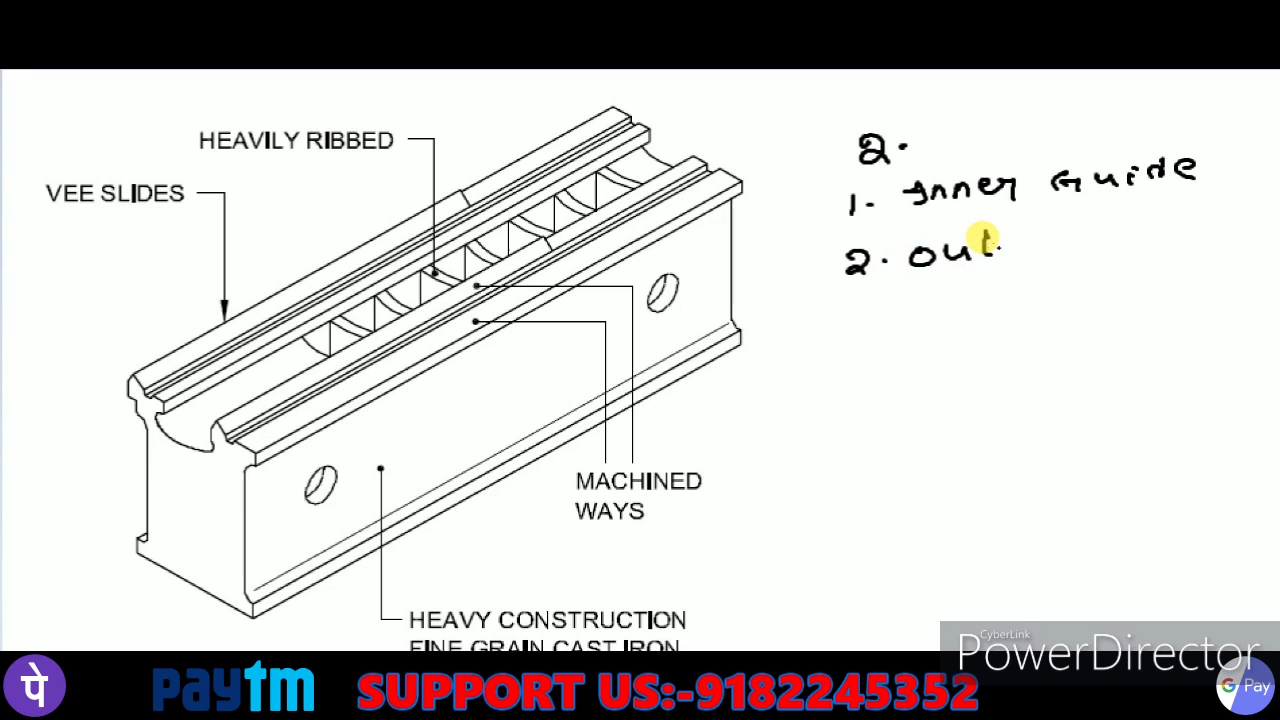 HEAVILY RIBBED
VEE SLIDES
2.
1. Inner Guide
2. Out
MACHINED
WAYS
HEAVY CONSTRUCTION
FINE GRAIN CAST IRON
CyberLink
PowerDirector
पे
paytm
SUPPORT US:-9182245352
G Pay